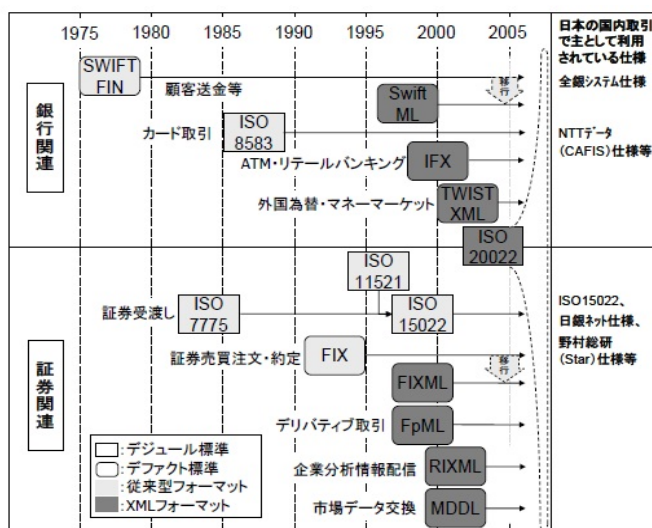 1975 1980 1985 1990 1995 2000 2005
日本の国内取引
で主として利用
されている仕様
銀行関連
SWIFT
FIN
顧客送金等
移行
全銀システム仕様
Swift
ML
カード取引
ISO
8583
NTTデータ
(CAFIS)仕様等
ATM・リテールバンキング
IFX
外国為替・マネーマーケット
TWIST
XML
ISO
20022
証券関連
ISO
11521
証券受渡し
ISO
7775
ISO
15022
ISO15022、
日銀ネット仕様、
野村総研
(Star)仕様等
証券売買注文・約定
FIX
移行
FIXML
デリバティブ取引
FpML
企業分析情報配信
RIXML
市場データ交換
MDDL
:デジュール標準
:デファクト標準
:従来型フォーマット
:XMLフォーマット